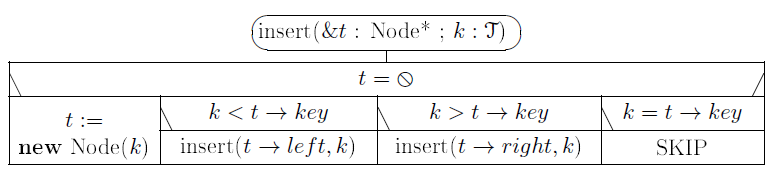 insert(&t : Node* ; k : 𝔗)
t = ⦸
t :=
new Node(k)
k < t → key
k > t → key
k = t → key
insert(t → left, k)
insert(t → right, k)
SKIP